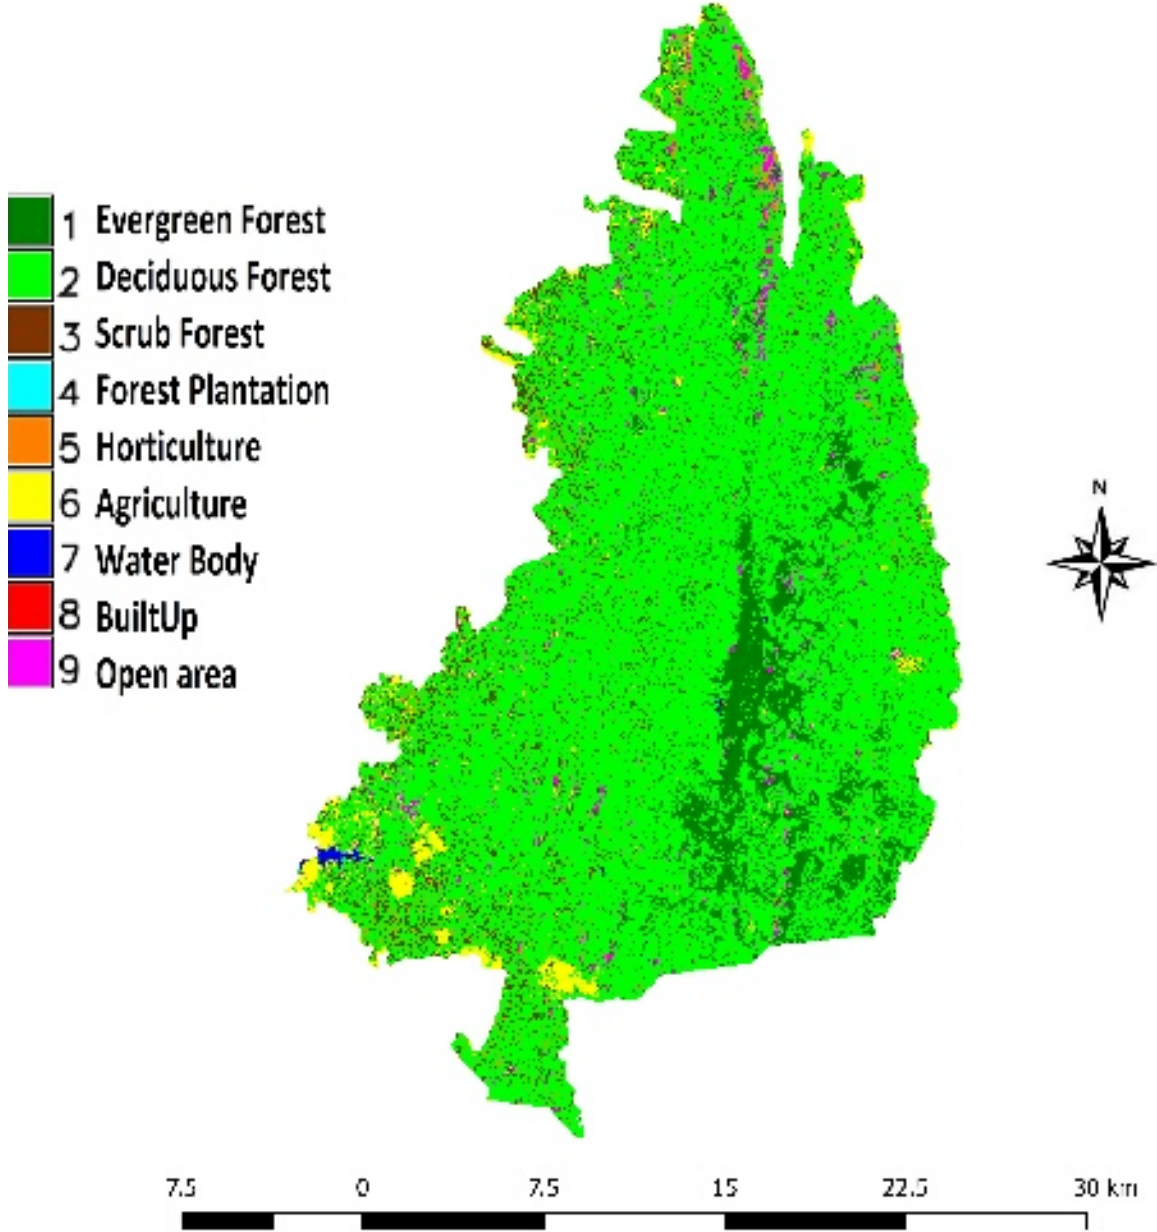 1 Evergreen Forest
2 Deciduous Forest
3 Scrub Forest
4 Forest Plantation
5 Horticulture
6 Agriculture
7 Water Body
8 BuiltUp
9 Open area
N
7.5 0 7.5 15 22.5 30 km